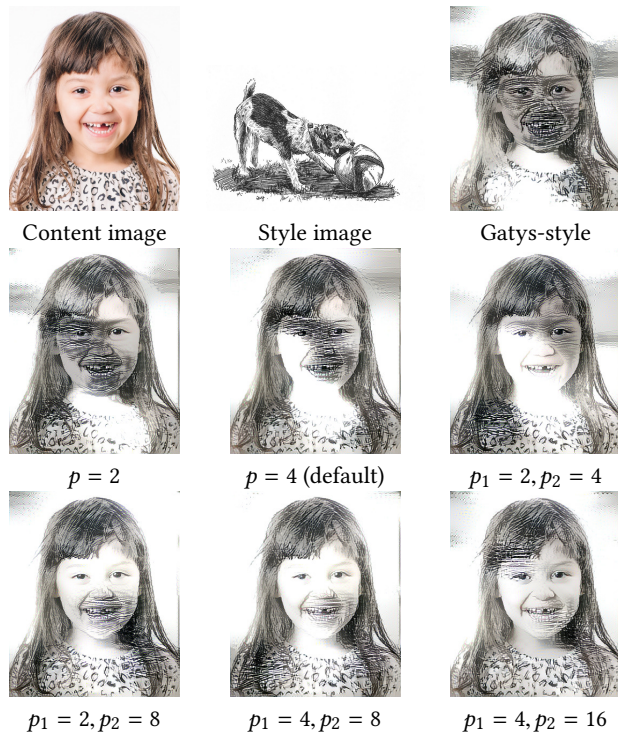 Content image Style image Gatys-style
p = 2 p = 4 (default) p₁ = 2, p₂ = 4
p₁ = 2, p₂ = 8 p₁ = 4, p₂ = 8 p₁ = 4, p₂ = 16